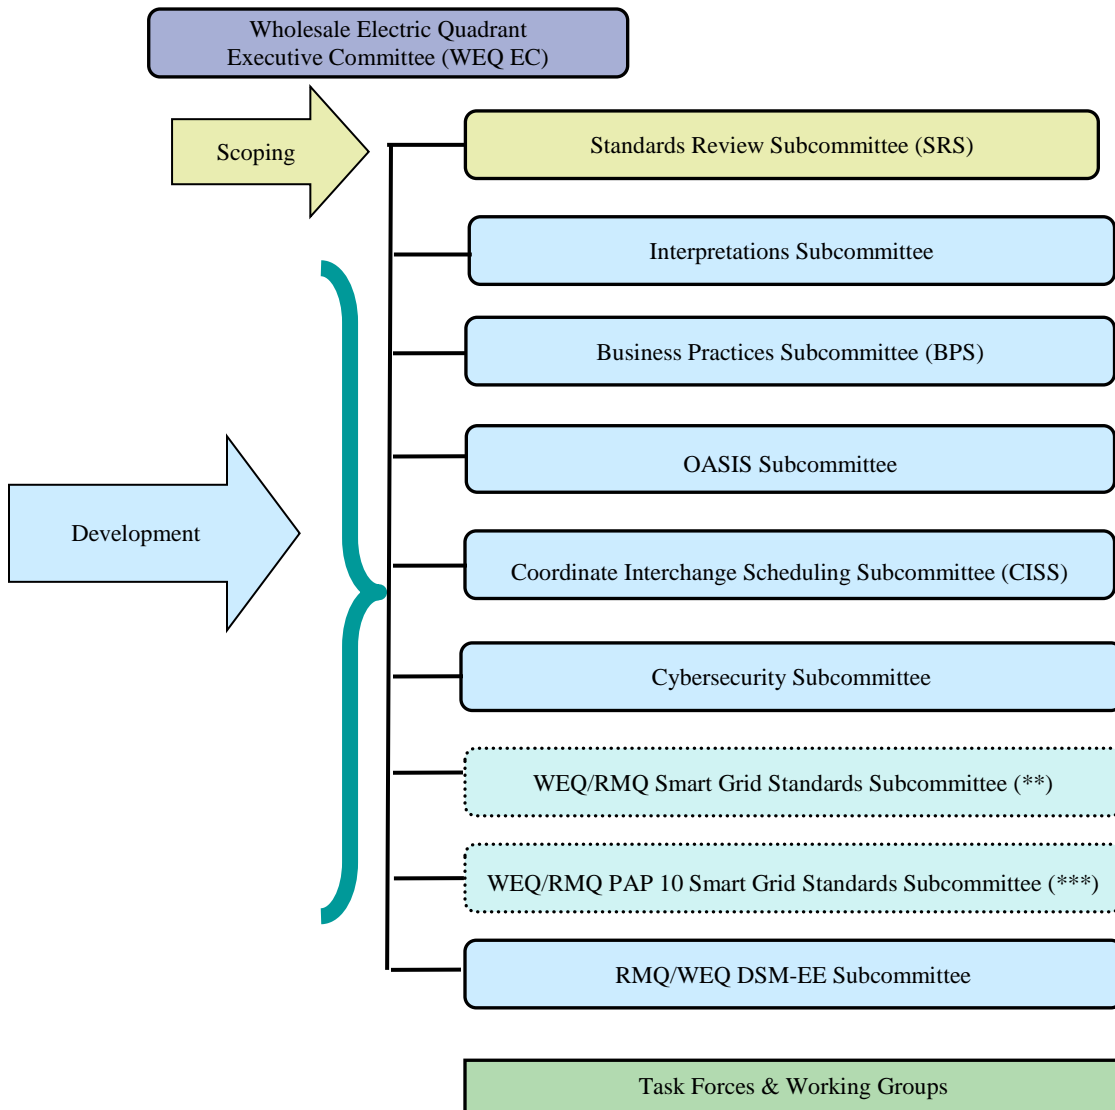 Wholesale Electric Quadrant
Executive Committee (WEQ EC)
Scoping
Standards Review Subcommittee (SRS)
Interpretations Subcommittee
Business Practices Subcommittee (BPS)
OASIS Subcommittee
Development
Coordinate Interchange Scheduling Subcommittee (CISS)
Cybersecurity Subcommittee
WEQ/RMQ Smart Grid Standards Subcommittee (**)
WEQ/RMQ PAP 10 Smart Grid Standards Subcommittee (***)
RMQ/WEQ DSM-EE Subcommittee
Task Forces & Working Groups